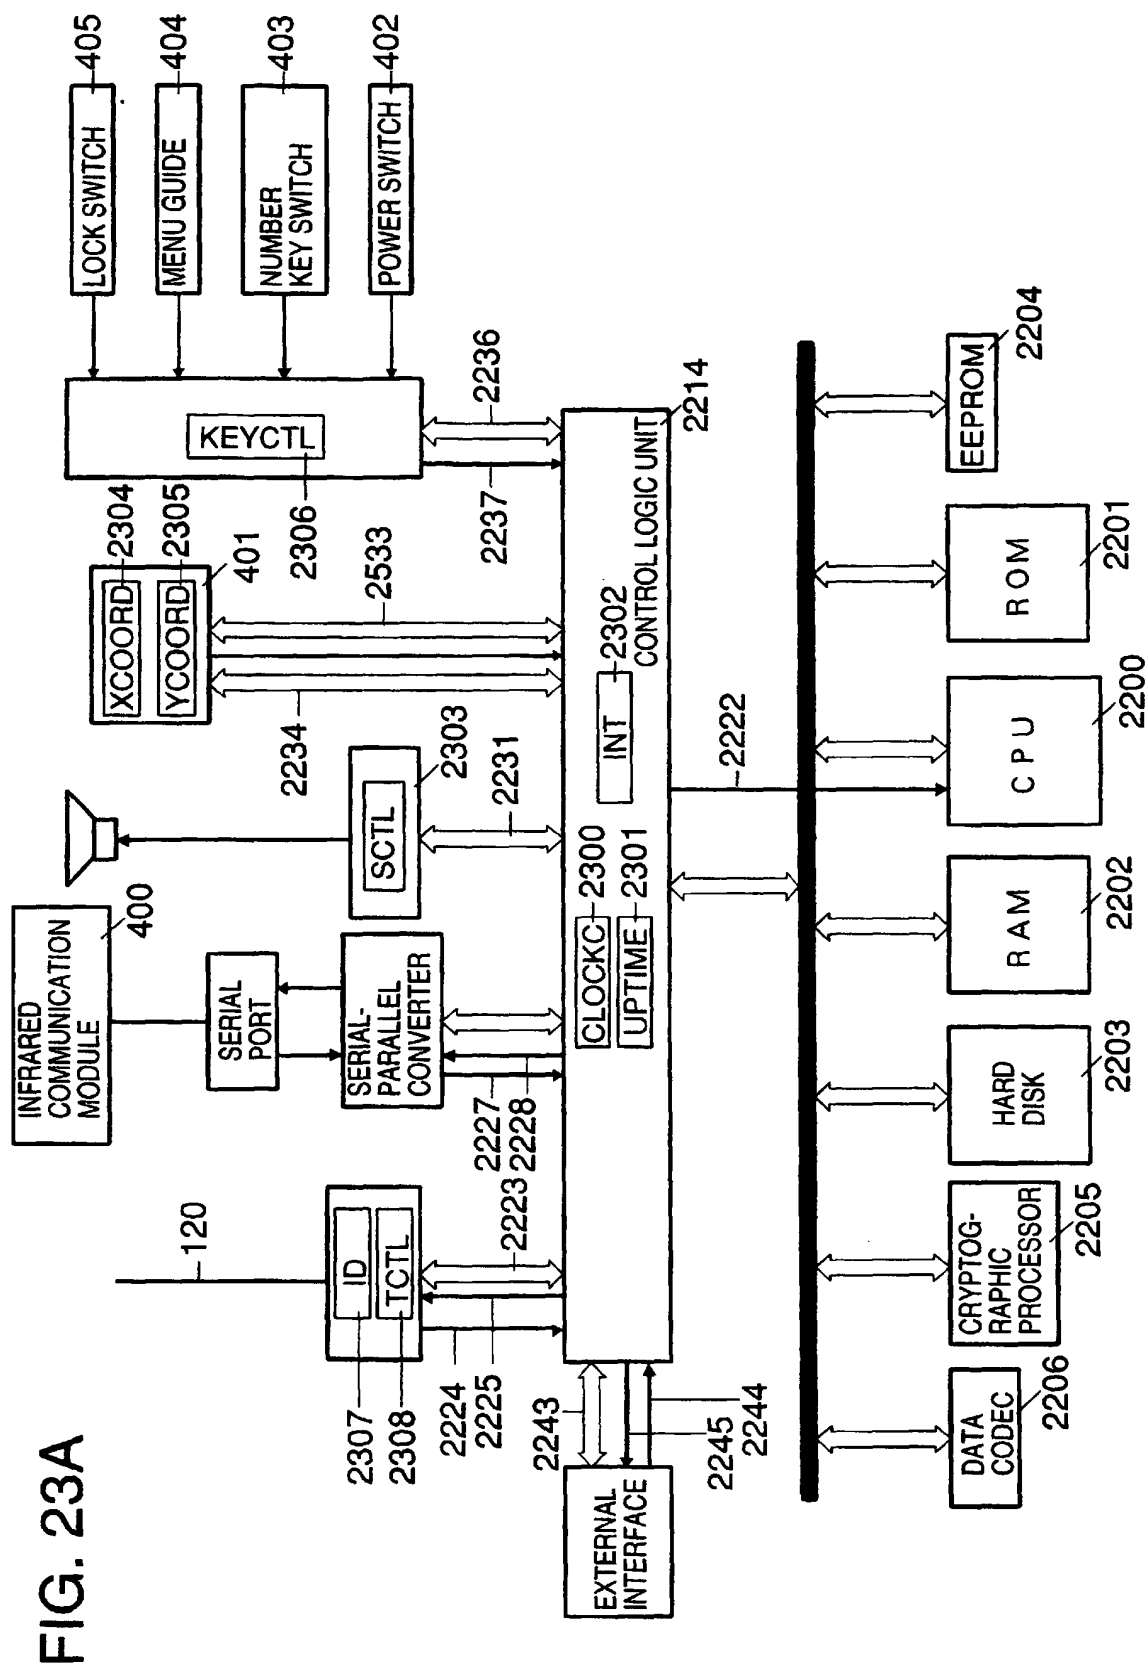 FIG. 23A
INFRARED
COMMUNICATION
MODULE
400
120
SERIAL
PORT
SERIAL-
PARALLEL
CONVERTER
2227
2228
ID
TCTL
2307
2308
2224
2225
2223
SCTL
2303
2231
XCOORD
YCOORD
2304
2305
401
2234
2533
KEYCTL
2306
2237
2236
LOCK SWITCH
405
MENU GUIDE
404
NUMBER
KEY SWITCH
403
POWER SWITCH
402
EXTERNAL
INTERFACE
2243
2245
2244
CLOCKC
2300
UPTIME
2301
INT
2302
CONTROL LOGIC UNIT
2214
2222
DATA
CODEC
2206
CRYPTOG-
RAPHIC
PROCESSOR
2205
HARD
DISK
2203
RAM
2202
CPU
2200
ROM
2201
EEPROM
2204